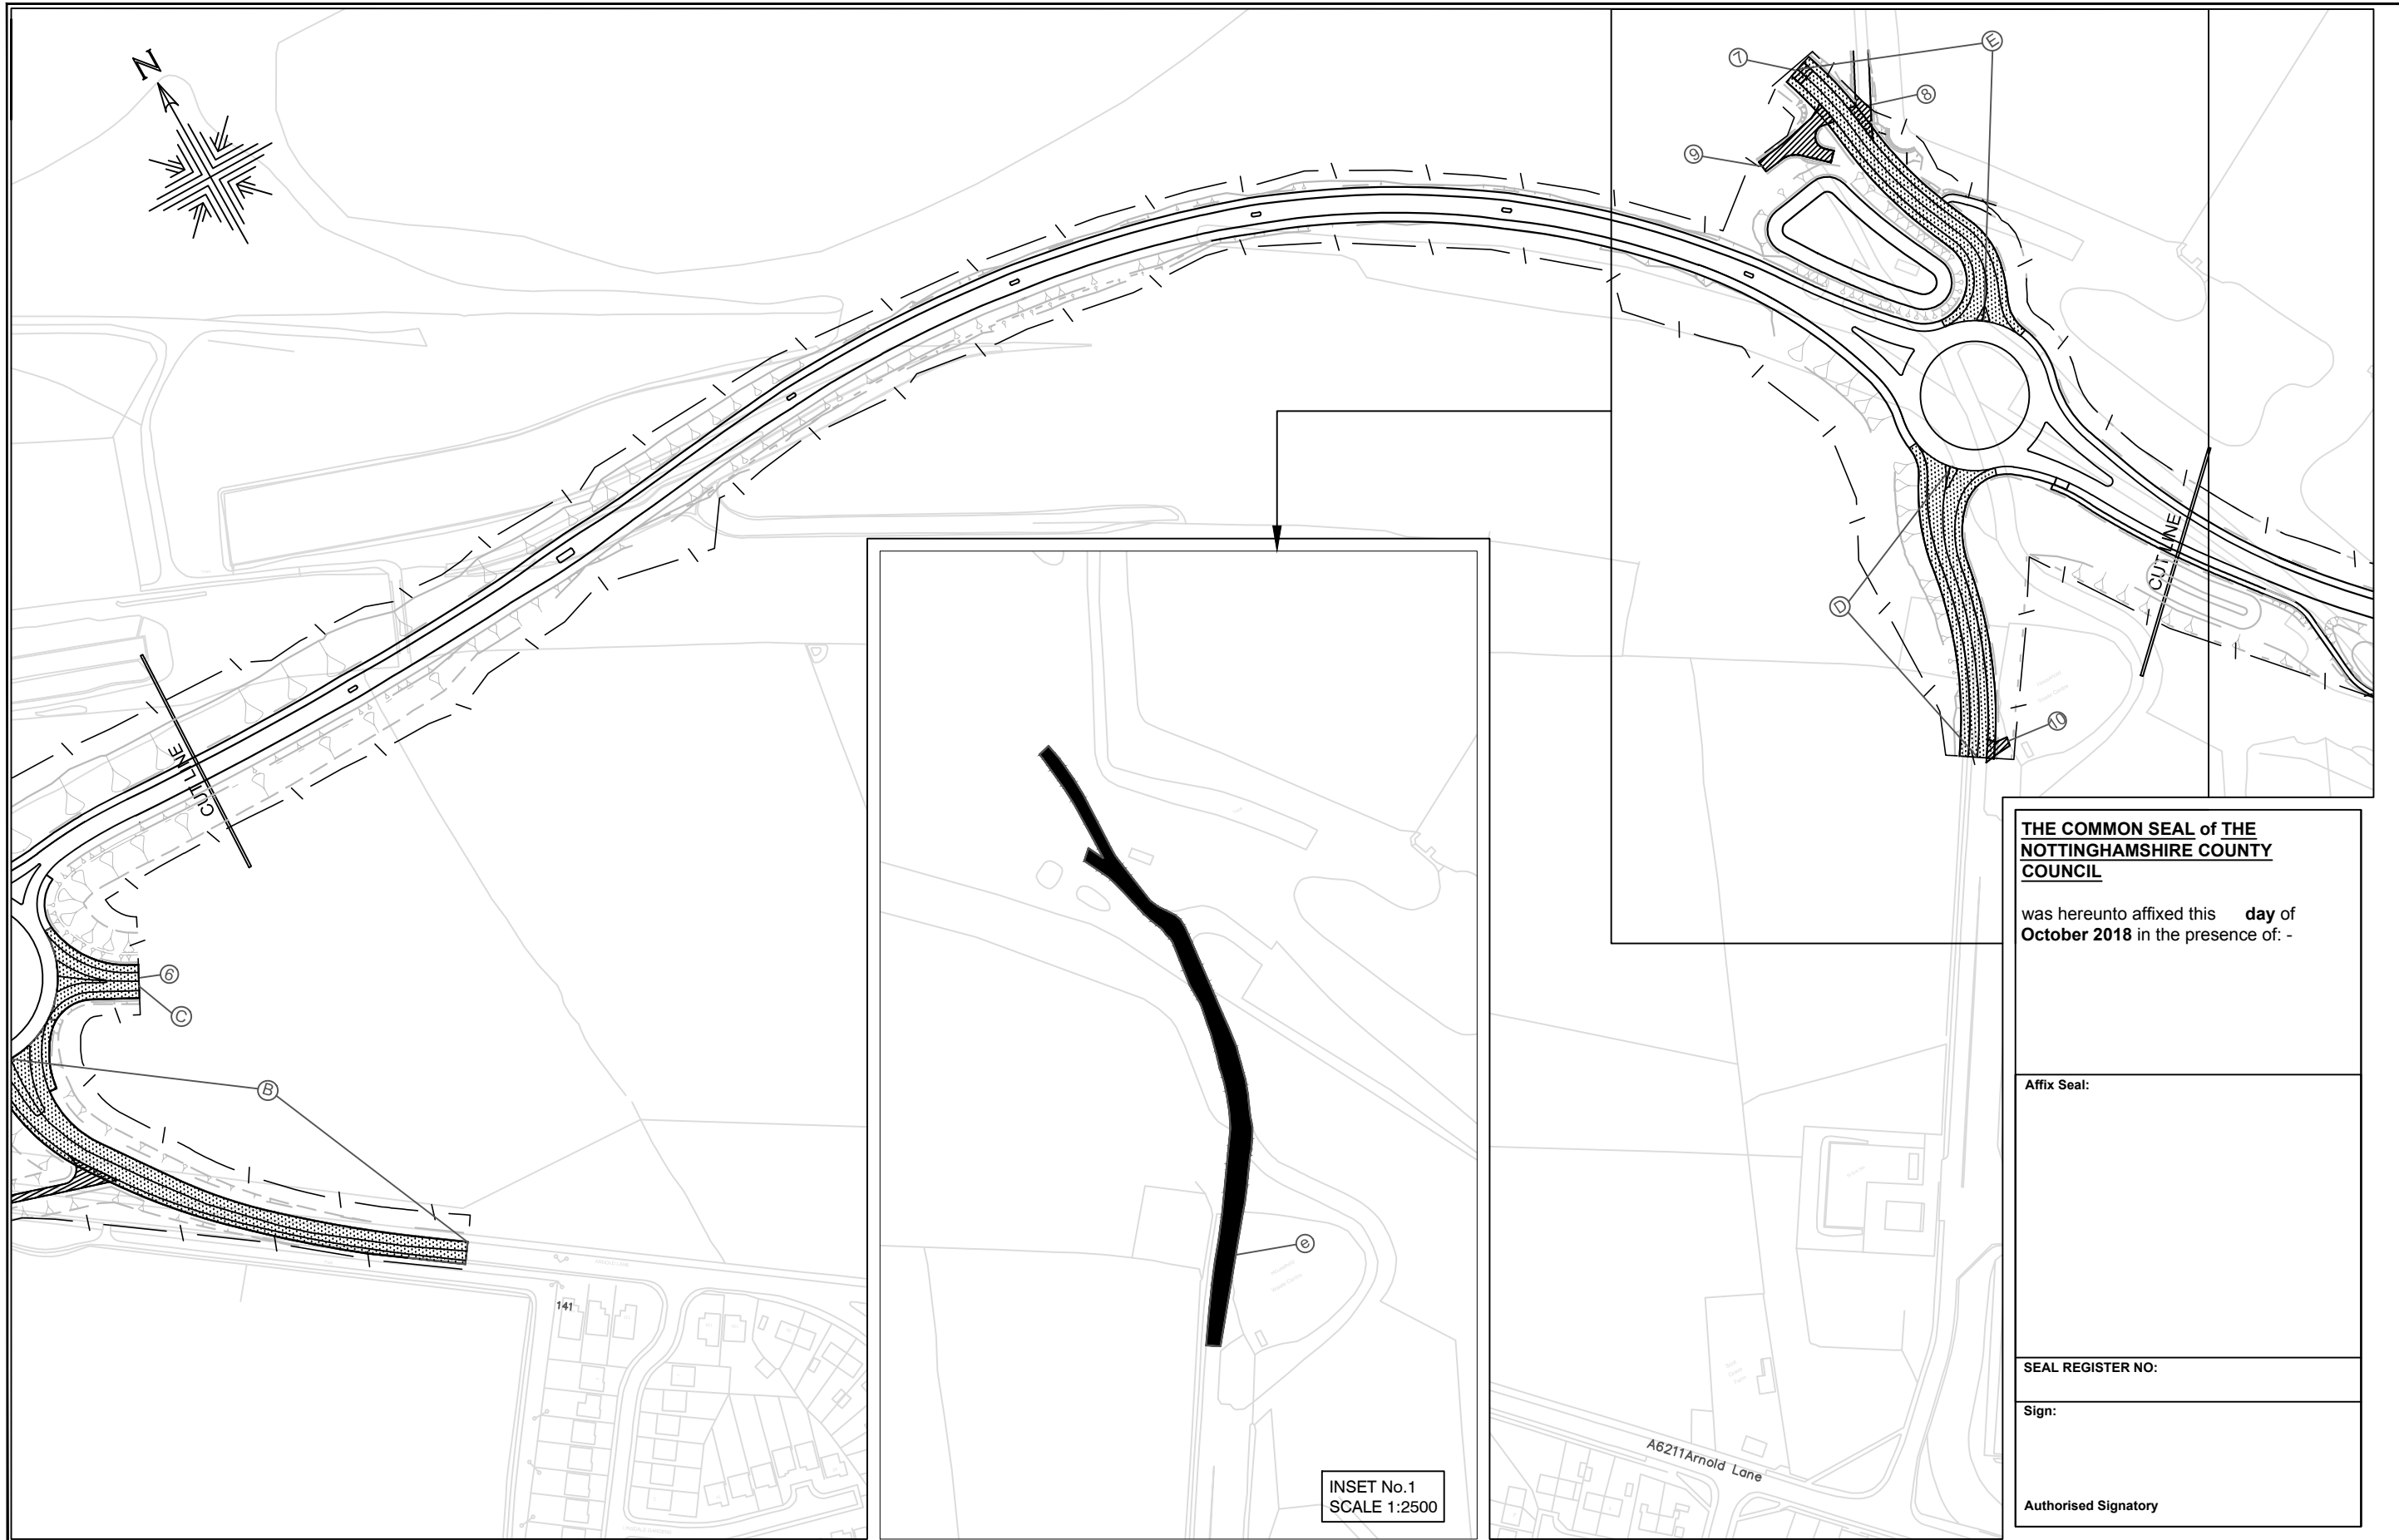 N
7
E
8
9
CUT LINE
D
10
CUT LINE
6
C
B
141
e
INSET No.1
SCALE 1:2500
A6211Arnold Lane
THE COMMON SEAL of THE
NOTTINGHAMSHIRE COUNTY
COUNCIL
was hereunto affixed this day of
October 2018 in the presence of: -
Affix Seal:
SEAL REGISTER NO:
Sign:
Authorised Signatory